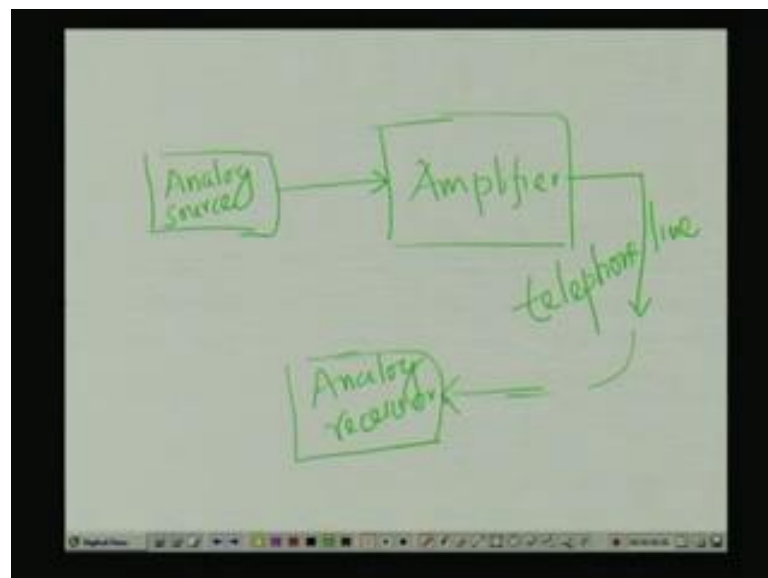 Analog
source
Amplifier
telephone line
Analog
receiver